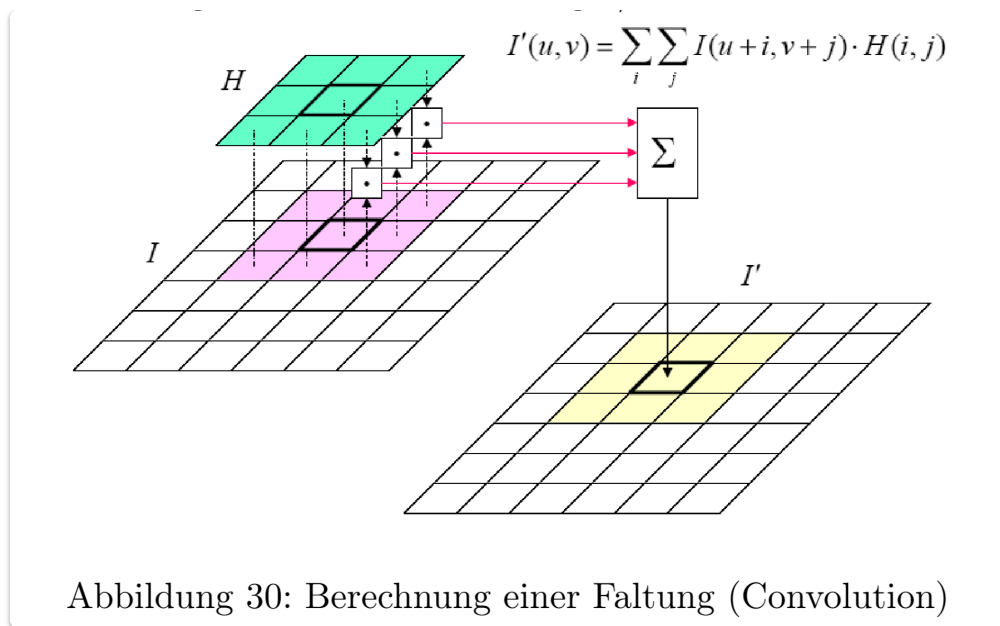 I'(u,v) = ∑_i ∑_j I(u+i,v+j)·H(i,j)
H
∑
I
I'
Abbildung 30: Berechnung einer Faltung (Convolution)